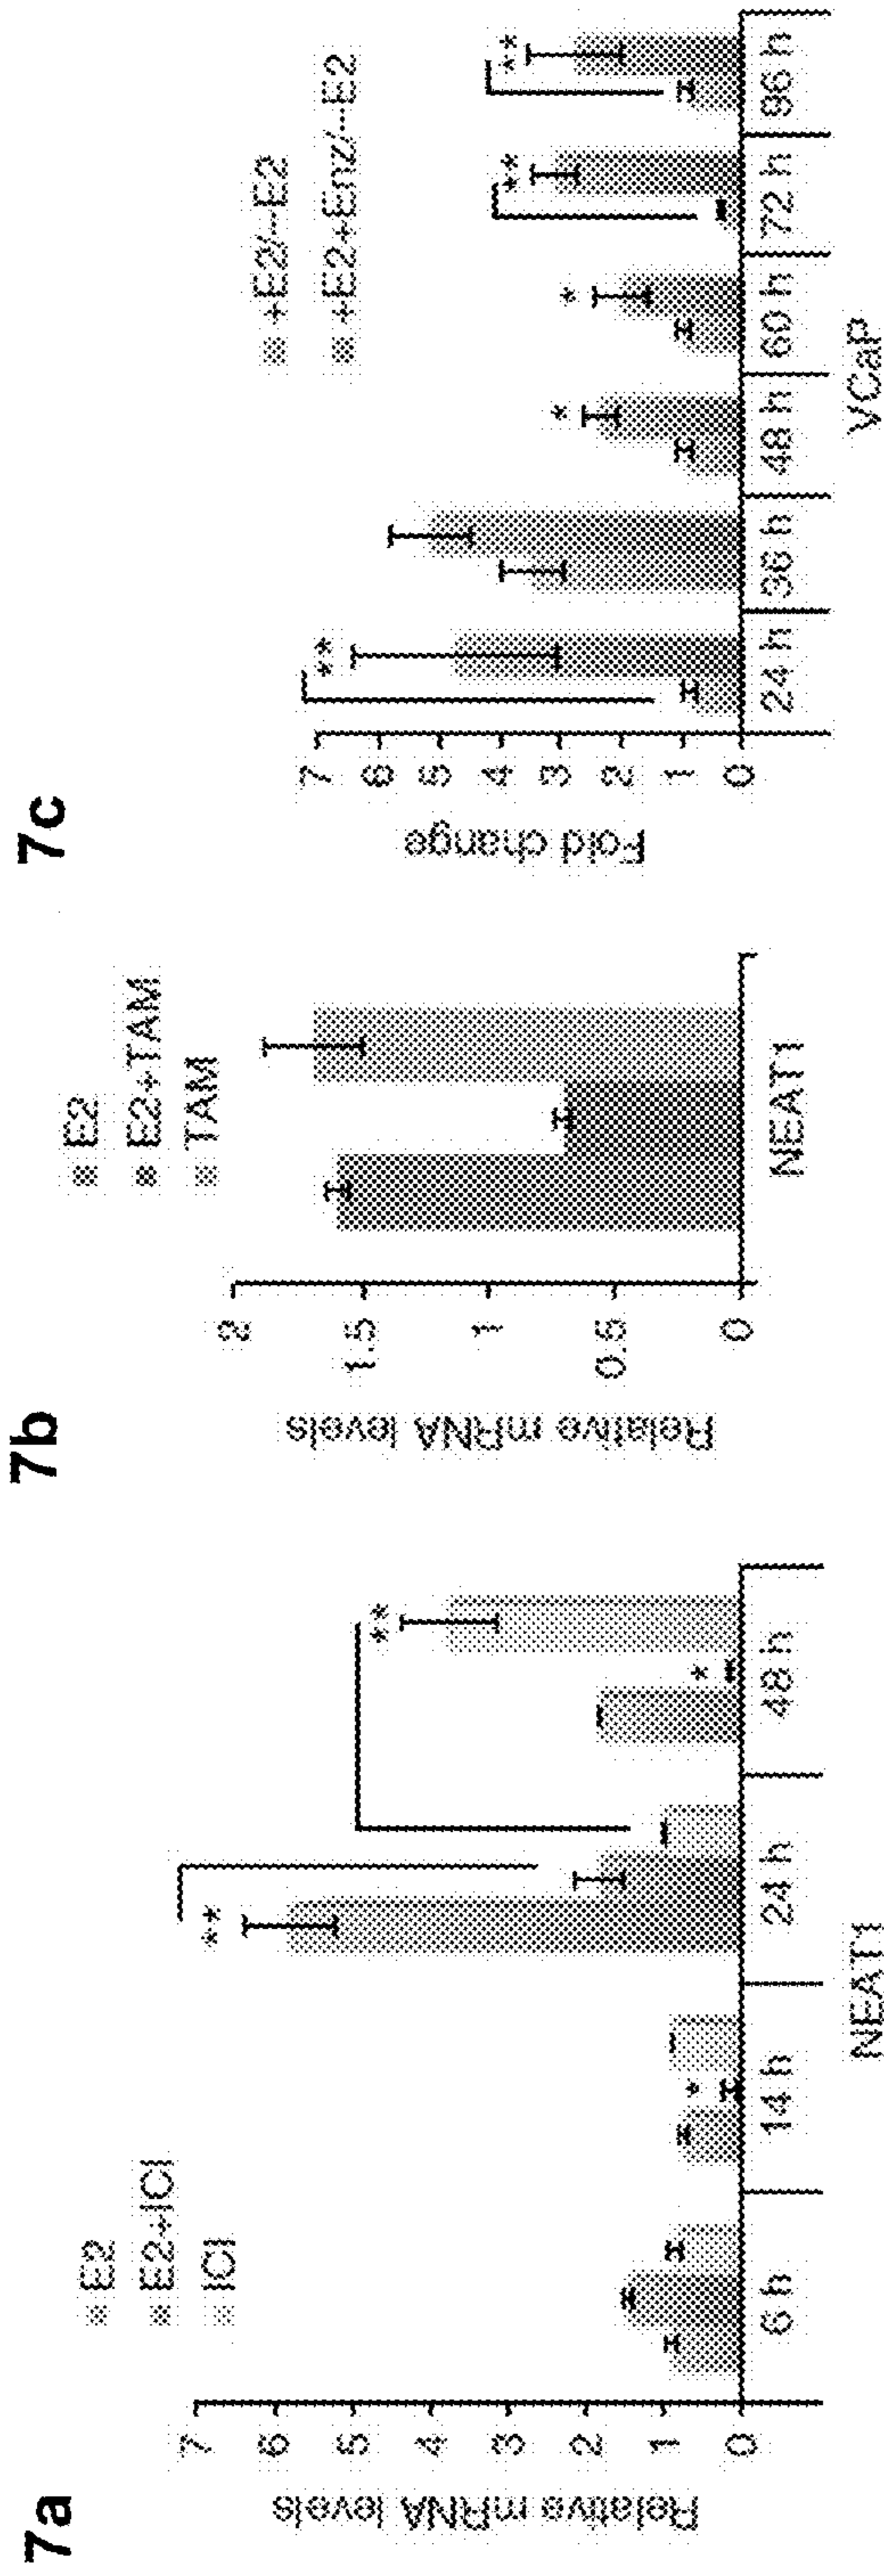 7a
E2
E2+ICI
ICI
Relative mRNA levels
7
6
5
4
3
2
1
0
**
**
*
*
6 h
14 h
24 h
48 h
NEAT1
7b
E2
E2+TAM
TAM
Relative mRNA levels
2
1.5
1
0.5
0
NEAT1
7c
+E2/--E2
+E2+Enz/---E2
Fold change
7
6
5
4
3
2
1
0
**
*
*
**
**
24 h
36 h
48 h
60 h
72 h
96 h
VCaP